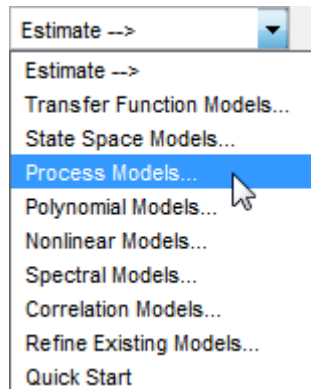 Estimate -->
Estimate -->
Transfer Function Models...
State Space Models...
Process Models...
Polynomial Models...
Nonlinear Models...
Spectral Models...
Correlation Models...
Refine Existing Models...
Quick Start